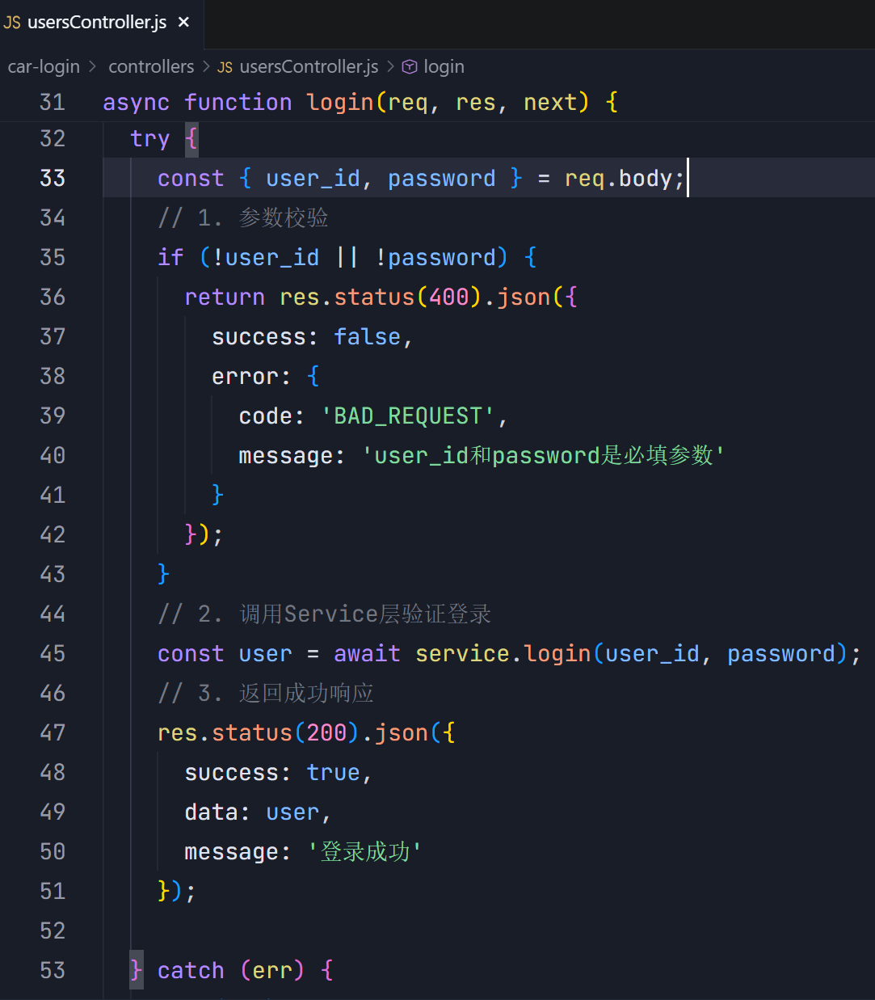 JS usersController.js ×
car-login > controllers > JS usersController.js > login
31 async function login(req, res, next) {
32 try {
33 const { user_id, password } = req.body;
34 // 1. 参数校验
35 if (!user_id || !password) {
36 return res.status(400).json({
37 success: false,
38 error: {
39 code: 'BAD_REQUEST',
40 message: 'user_id和password是必填参数'
41 }
42 });
43 }
44 // 2. 调用Service层验证登录
45 const user = await service.login(user_id, password);
46 // 3. 返回成功响应
47 res.status(200).json({
48 success: true,
49 data: user,
50 message: '登录成功'
51 });
52
53 } catch (err) {